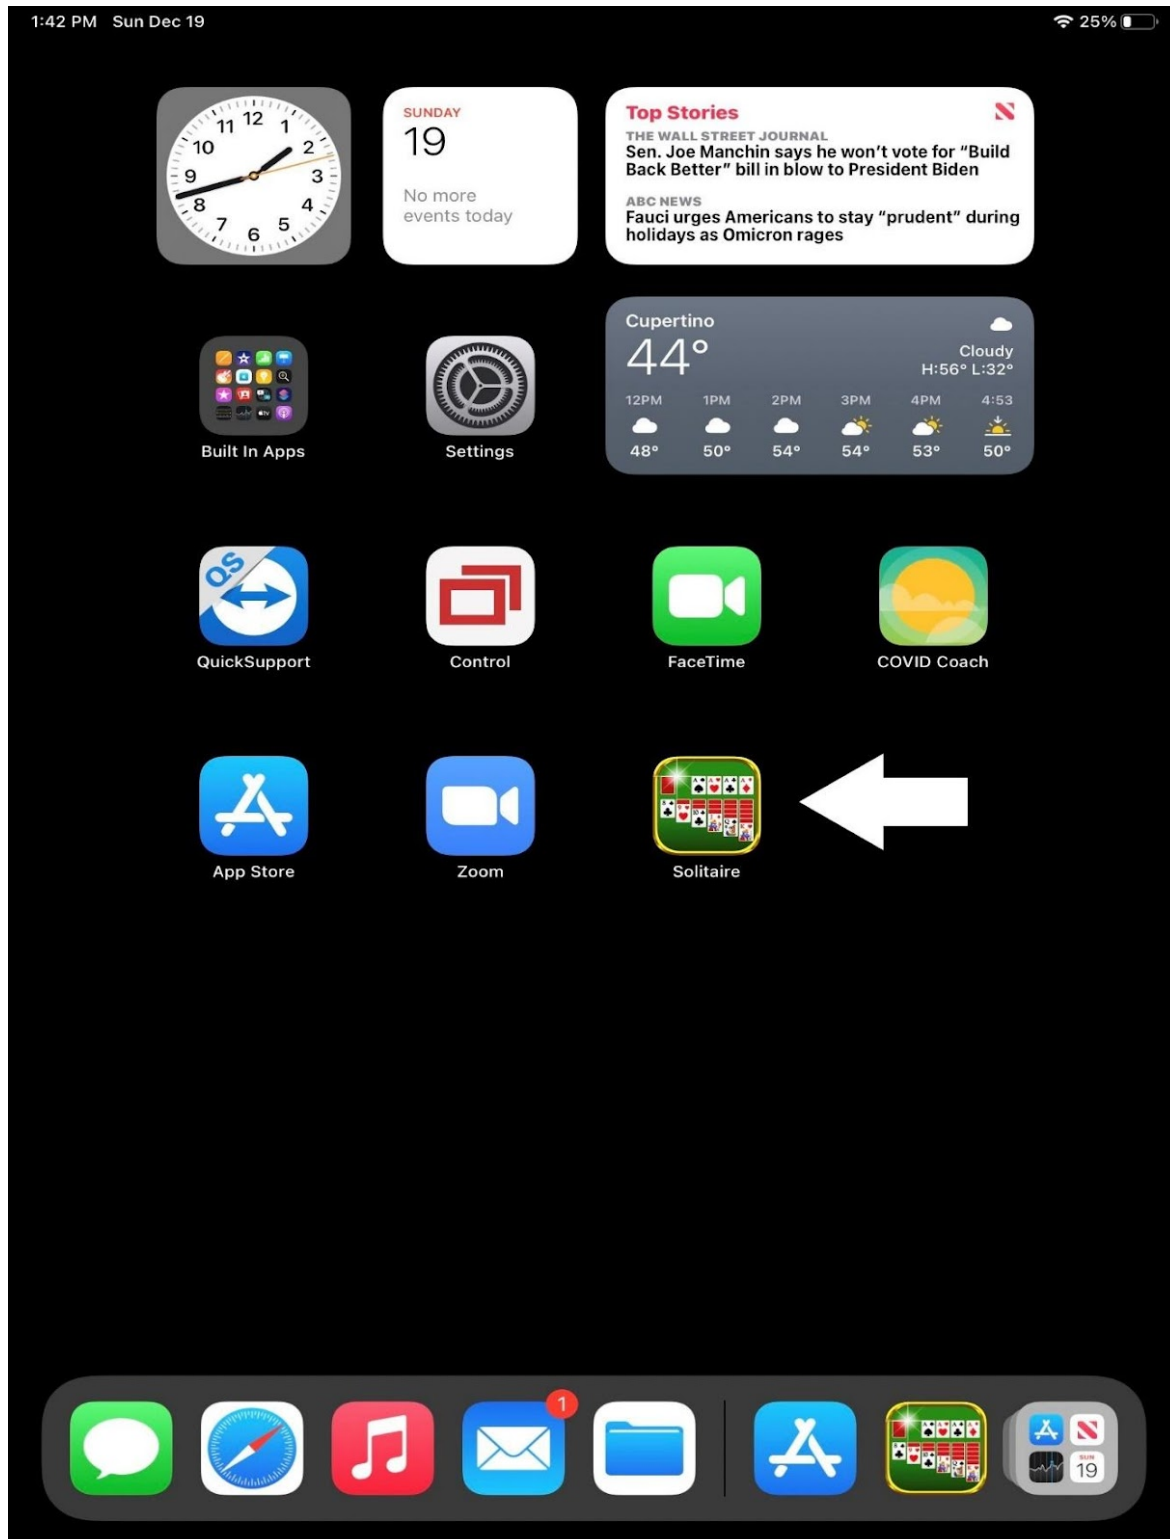 1:42 PM Sun Dec 19
25%
12
1
2
3
4
5
6
7
8
9
10
11
SUNDAY
19
No more
events today
Top Stories
THE WALL STREET JOURNAL
Sen. Joe Manchin says he won't vote for “Build
Back Better” bill in blow to President Biden
ABC NEWS
Fauci urges Americans to stay “prudent” during
holidays as Omicron rages
Built In Apps
Settings
Cupertino
44°
Cloudy
H:56° L:32°
12PM 1PM 2PM 3PM 4PM 4:53
48° 50° 54° 54° 53° 50°
QS
QuickSupport
Control
FaceTime
COVID Coach
App Store
Zoom
Solitaire
1
SUN
19